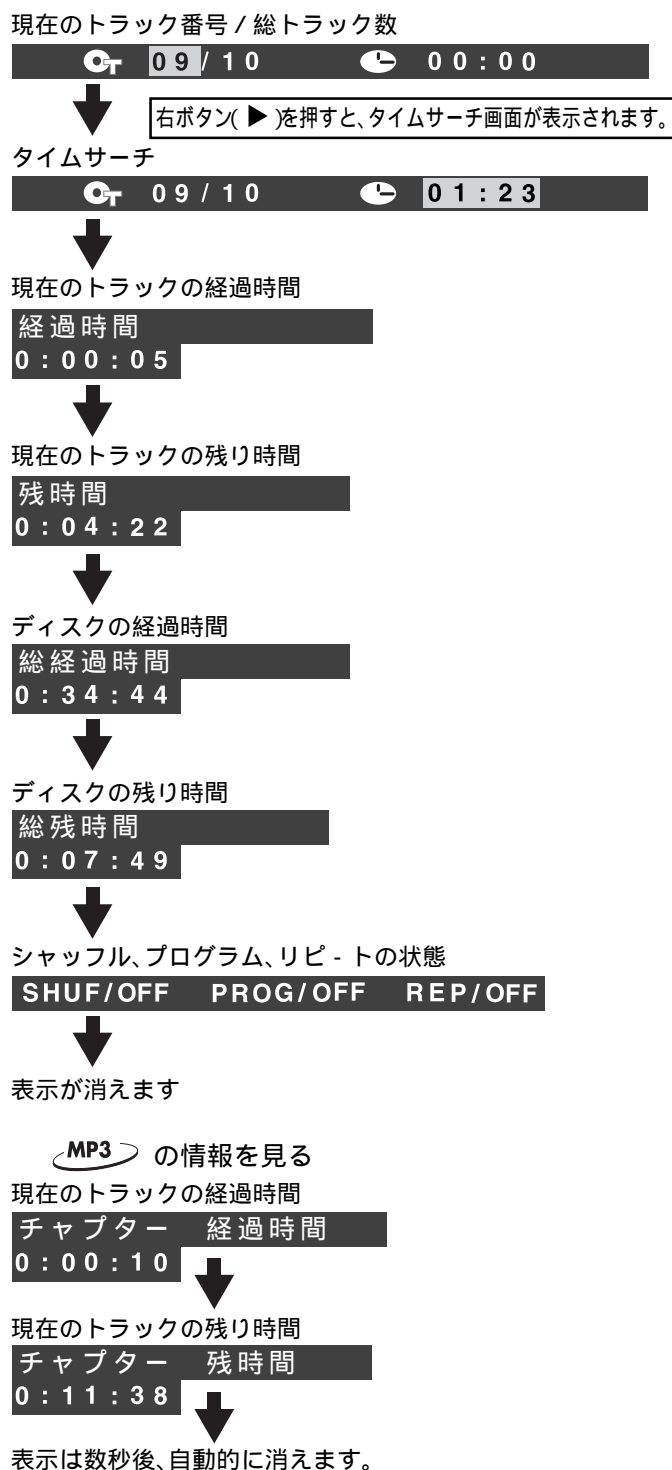 現在のトラック番号 / 総トラック数
09/10 00:00
右ボタン( ▶ )を押すと、タイムサーチ画面が表示されます。
タイムサーチ
09/10 01:23
現在のトラックの経過時間
経過時間
0:00:05
現在のトラックの残り時間
残時間
0:04:22
ディスクの経過時間
総経過時間
0:34:44
ディスクの残り時間
総残時間
0:07:49
シャッフル、プログラム、リピ - トの状態
SHUF/OFF PROG/OFF REP/OFF
表示が消えます
MP3 の情報を見る
現在のトラックの経過時間
チャプター 経過時間
0:00:10
現在のトラックの残り時間
チャプター 残時間
0:11:38
表示は数秒後、自動的に消えます。